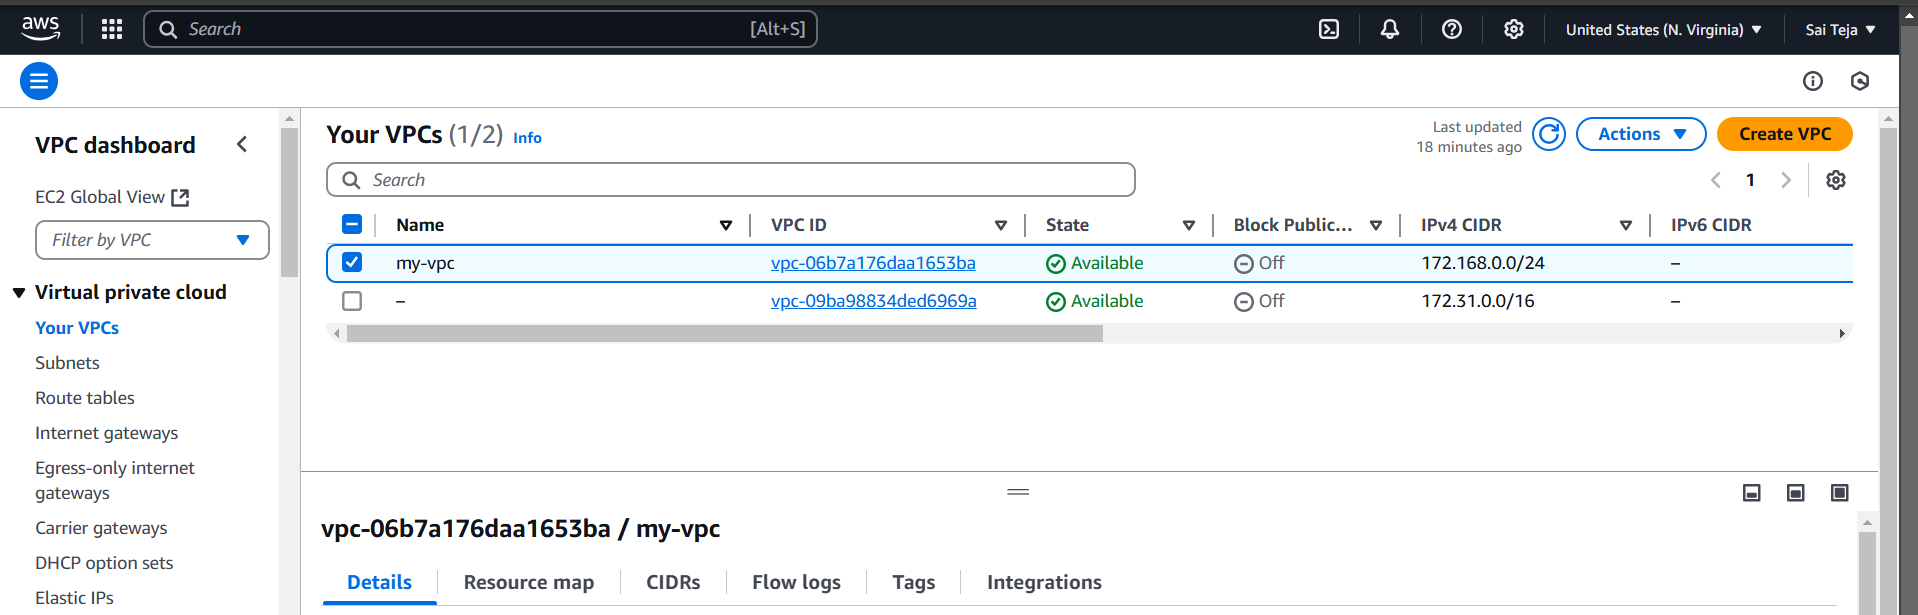 aws
Search [Alt+S]
United States (N. Virginia)
Sai Teja
VPC dashboard
EC2 Global View
Filter by VPC
Virtual private cloud
Your VPCs
Subnets
Route tables
Internet gateways
Egress-only internet
gateways
Carrier gateways
DHCP option sets
Elastic IPs
Your VPCs (1/2) Info
Last updated
18 minutes ago
Actions
Create VPC
Search
1
Name VPC ID State Block Public... IPv4 CIDR IPv6 CIDR
my-vpc vpc-06b7a176daa1653ba Available Off 172.168.0.0/24 –
– vpc-09ba98834ded6969a Available Off 172.31.0.0/16 –
vpc-06b7a176daa1653ba / my-vpc
Details Resource map CIDRs Flow logs Tags Integrations